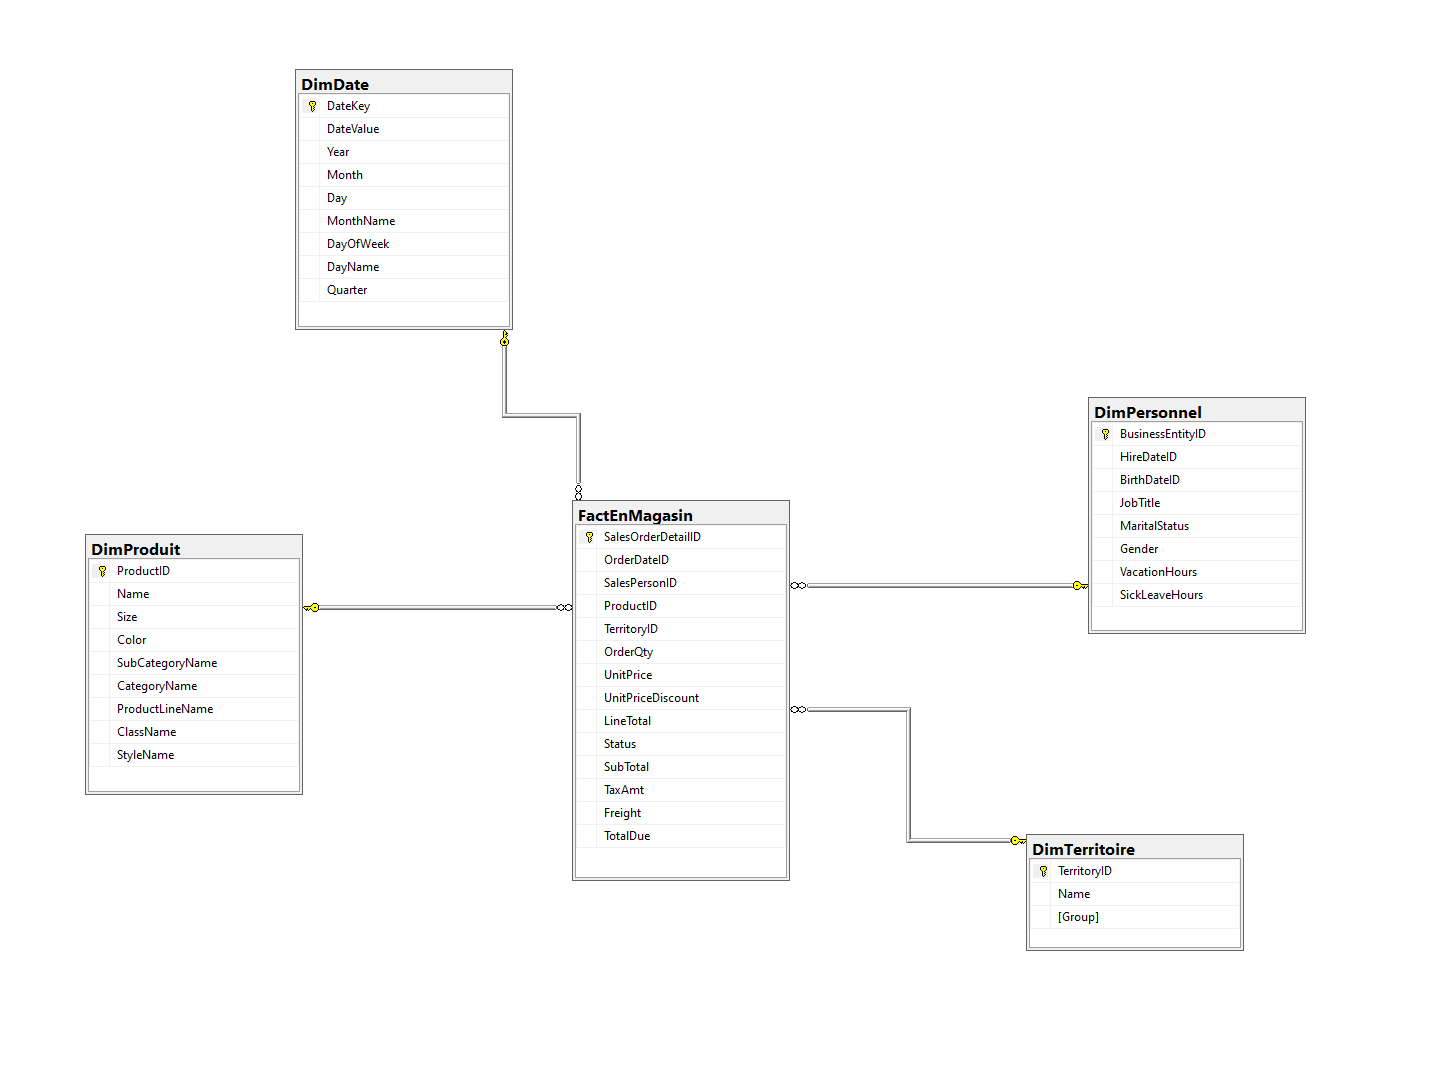 DimDate
DateKey
DateValue
Year
Month
Day
MonthName
DayOfWeek
DayName
Quarter
DimPersonnel
BusinessEntityID
HireDateID
BirthDateID
JobTitle
MaritalStatus
Gender
VacationHours
SickLeaveHours
FactEnMagasin
SalesOrderDetailID
OrderDateID
SalesPersonID
ProductID
TerritoryID
OrderQty
UnitPrice
UnitPriceDiscount
LineTotal
Status
SubTotal
TaxAmt
Freight
TotalDue
DimProduit
ProductID
Name
Size
Color
SubCategoryName
CategoryName
ProductLineName
ClassName
StyleName
DimTerritoire
TerritoryID
Name
[Group]